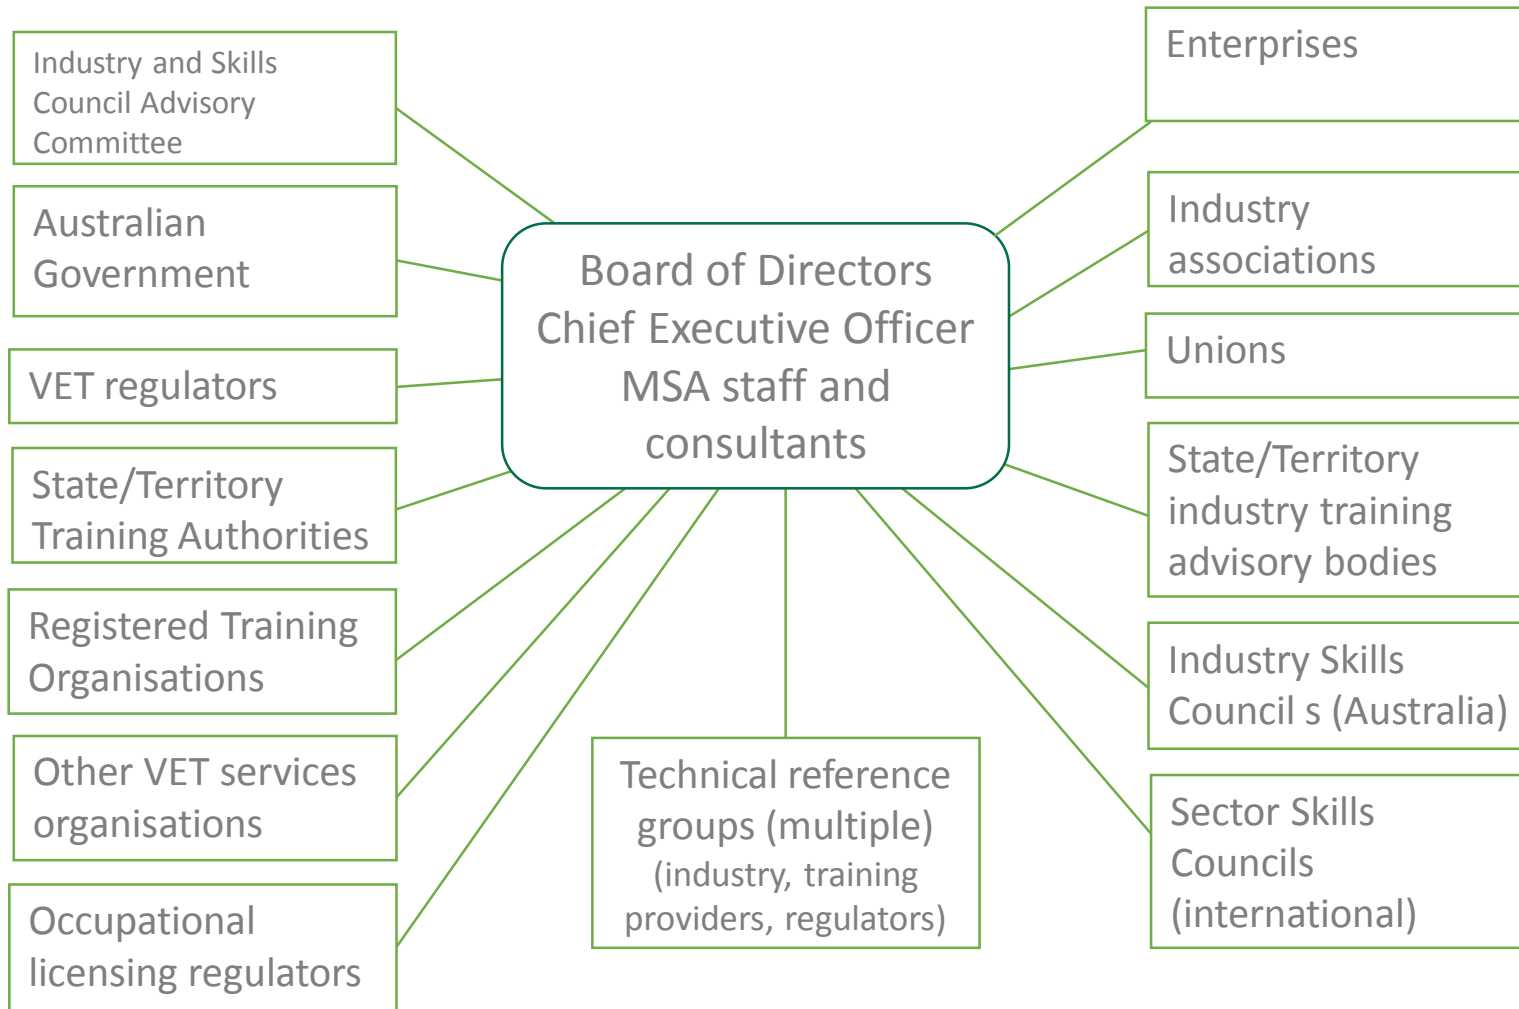 Industry and Skills
Council Advisory
Committee
Australian
Government
VET regulators
State/Territory
Training Authorities
Registered Training
Organisations
Other VET services
organisations
Occupational
licensing regulators
Board of Directors
Chief Executive Officer
MSA staff and
consultants
Technical reference
groups (multiple)
(industry, training
providers, regulators)
Enterprises
Industry
associations
Unions
State/Territory
industry training
advisory bodies
Industry Skills
Council s (Australia)
Sector Skills
Councils
(international)